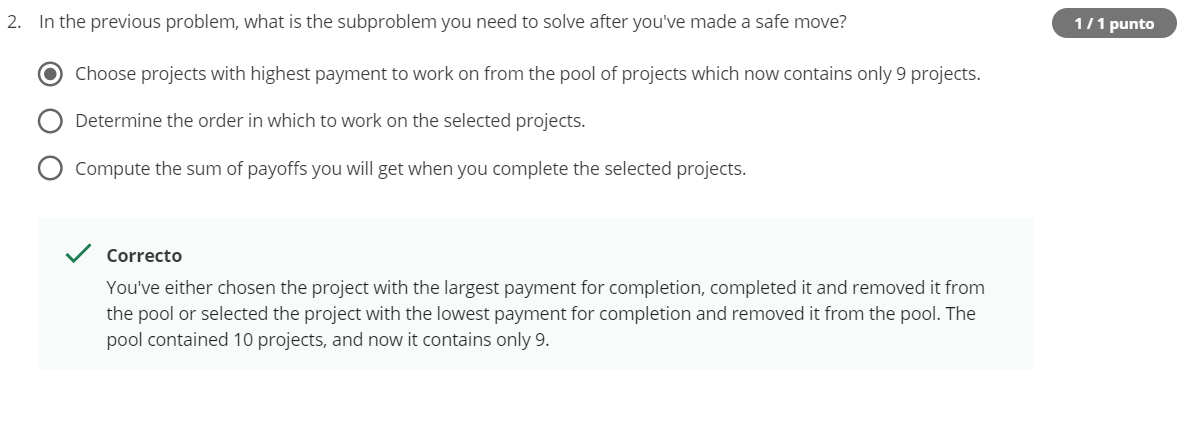 2. In the previous problem, what is the subproblem you need to solve after you've made a safe move?
1 / 1 punto
Choose projects with highest payment to work on from the pool of projects which now contains only 9 projects.
Determine the order in which to work on the selected projects.
Compute the sum of payoffs you will get when you complete the selected projects.
Correcto
You've either chosen the project with the largest payment for completion, completed it and removed it from
the pool or selected the project with the lowest payment for completion and removed it from the pool. The
pool contained 10 projects, and now it contains only 9.